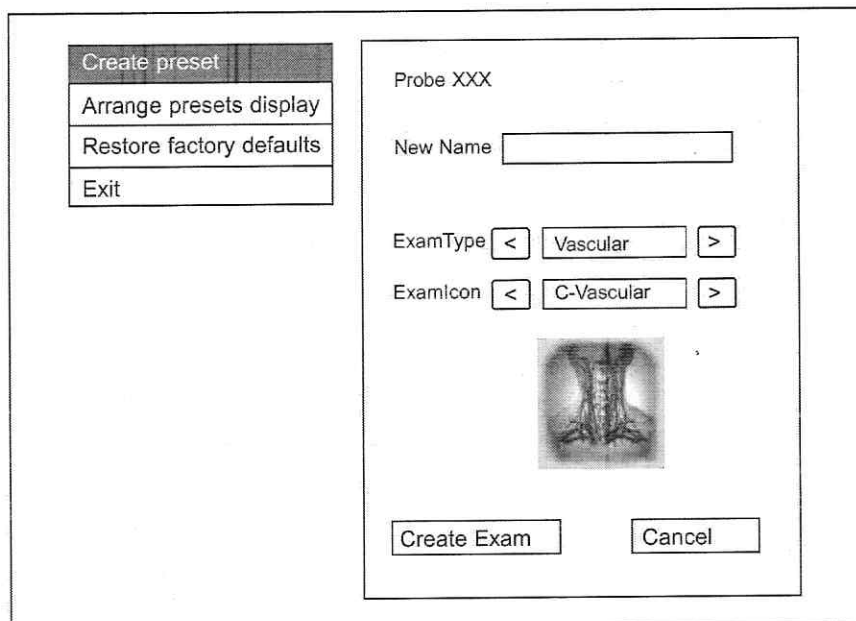 Create preset
Arrange presets display
Restore factory defaults
Exit
Probe XXX
New Name
ExamType < Vascular >
ExamIcon < C-Vascular >
Create Exam
Cancel